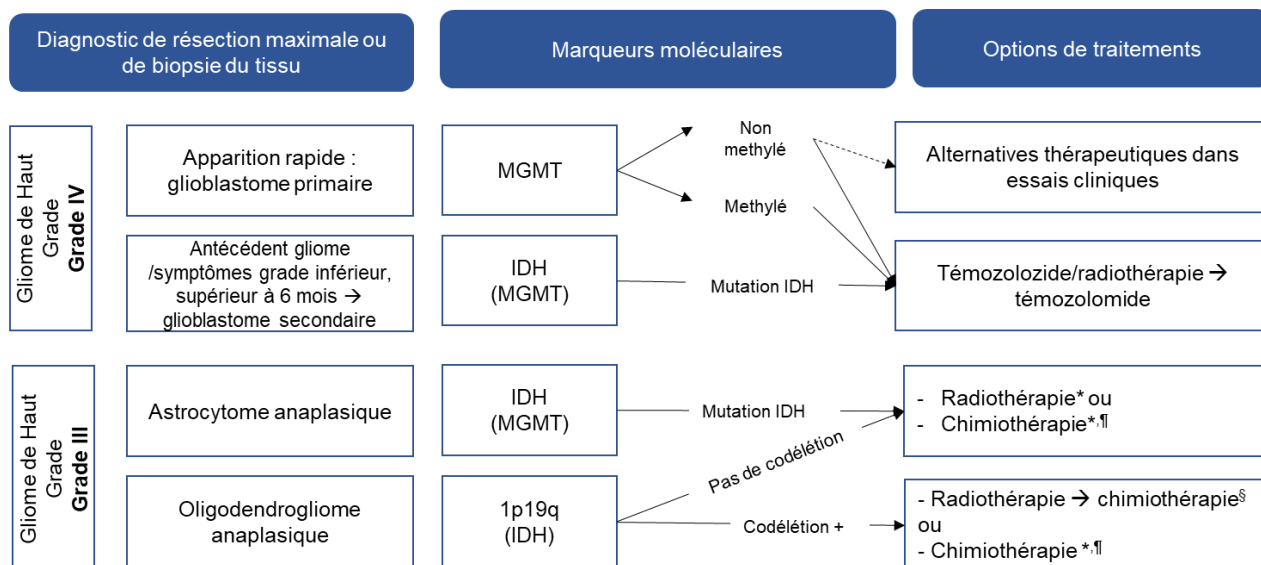 Diagnostic de résection maximale ou
de biopsie du tissu
Marqueurs moléculaires
Options de traitements
Gliome de Haut
Grade
Grade IV
Apparition rapide :
glioblastome primaire
MGMT
Non
methylé
Methylé
Alternatives thérapeutiques dans
essais cliniques
Antécédent gliome
/symptômes grade inférieur,
supérieur à 6 mois →
glioblastome secondaire
IDH
(MGMT)
Mutation IDH
Témozolozide/radiothérapie →
témozolomide
Gliome de Haut
Grade
Grade III
Astrocytome anaplasique
IDH
(MGMT)
Mutation IDH
- Radiothérapie* ou
- Chimiothérapie*,¶
Pas de codélétion
Oligodendrogliome
anaplasique
1p19q
(IDH)
Codélétion +
- Radiothérapie → chimiothérapie§
ou
- Chimiothérapie *,¶